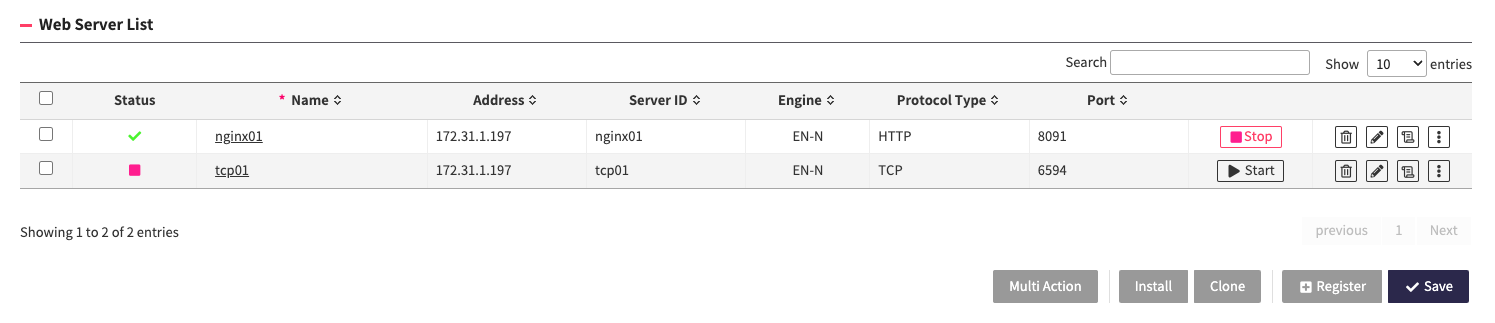 Web Server List
Search Show 10 entries
Status * Name Address Server ID Engine Protocol Type Port
nginx01 172.31.1.197 nginx01 EN-N HTTP 8091 Stop
tcp01 172.31.1.197 tcp01 EN-N TCP 6594 Start
Showing 1 to 2 of 2 entries previous 1 Next
Multi Action Install Clone Register Save